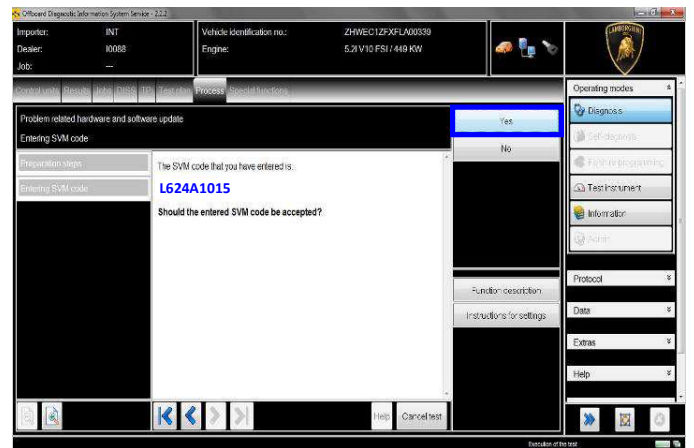 Offboard Diagnostic Information System Service - 2.2.2
Importer: INT
Dealer: I0088
Job: ---
Vehicle identification no.: ZHWEC1ZFXFLA00339
Engine: 5.2l V10 FSI / 449 KW
LAMBORGHINI
Control units Results Jobs DISS TPI Test plan Process Special functions
Operating modes
Problem related hardware and software update
Entering SVM code
Yes
No
Diagnosis
Self-diagnosis
Test instrument
Information
Admin
Preparation steps
Entering SVM code
The SVM code that you have entered is:
L624A1015
Should the entered SVM code be accepted?
Function description
Instructions for settings
Protocol
Data
Extras
Help
Help
Cancel test
Execution of the test